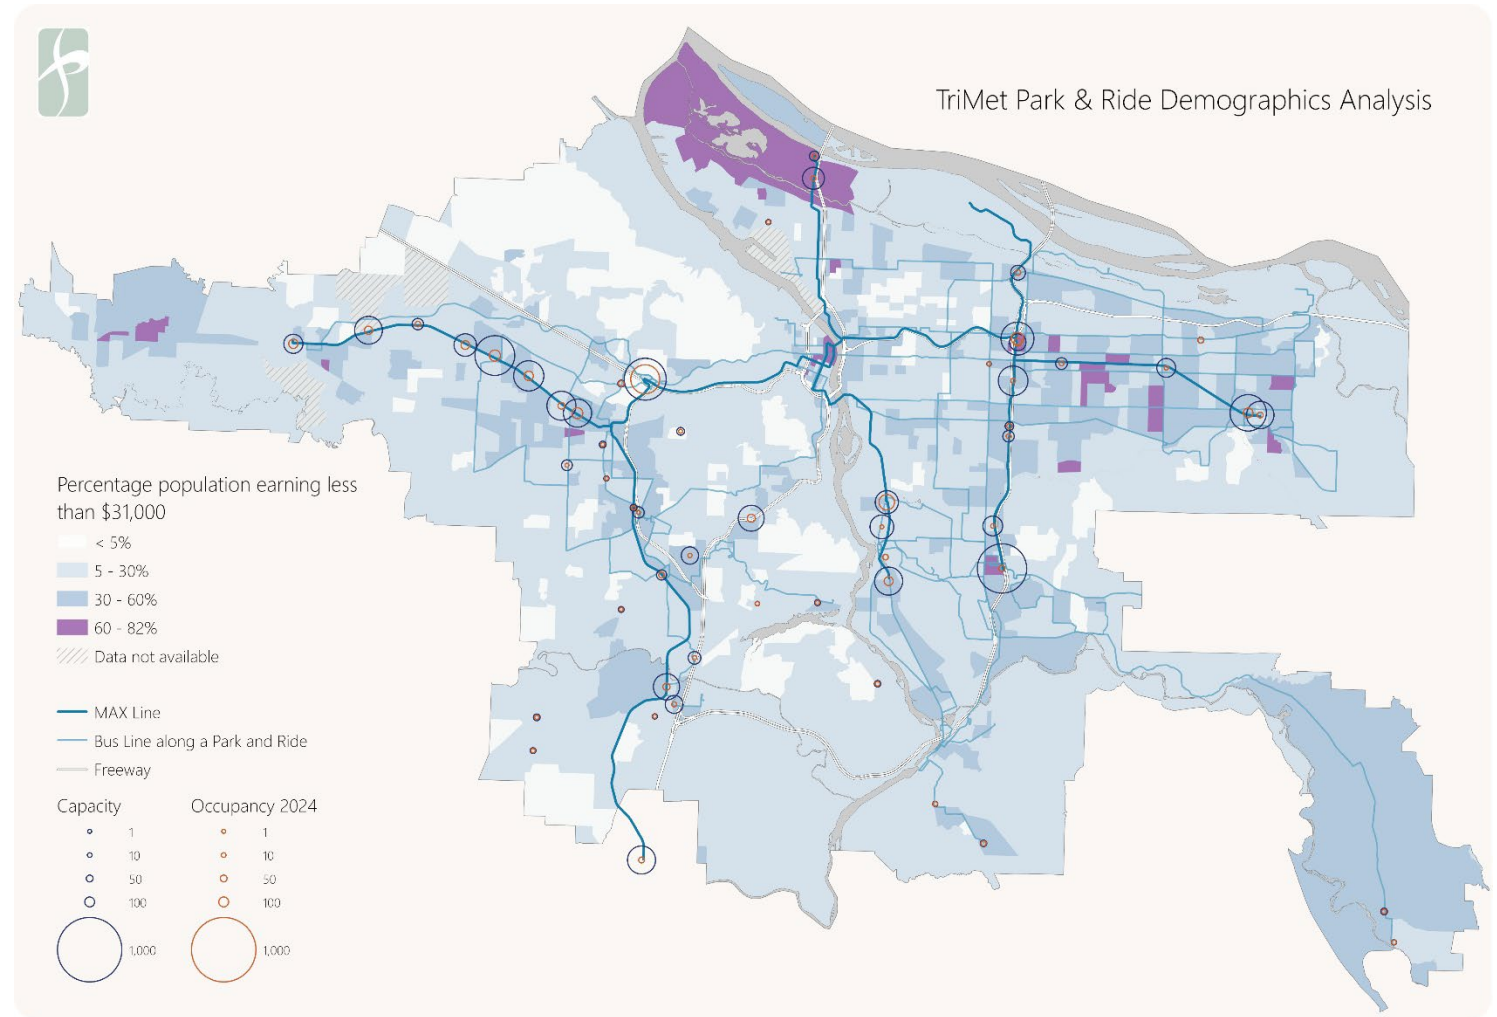 TriMet Park & Ride Demographics Analysis
Percentage population earning less
than $31,000
< 5%
5 - 30%
30 - 60%
60 - 82%
Data not available
MAX Line
Bus Line along a Park and Ride
Freeway
Capacity
1
10
50
100
1,000
Occupancy 2024
1
10
50
100
1,000